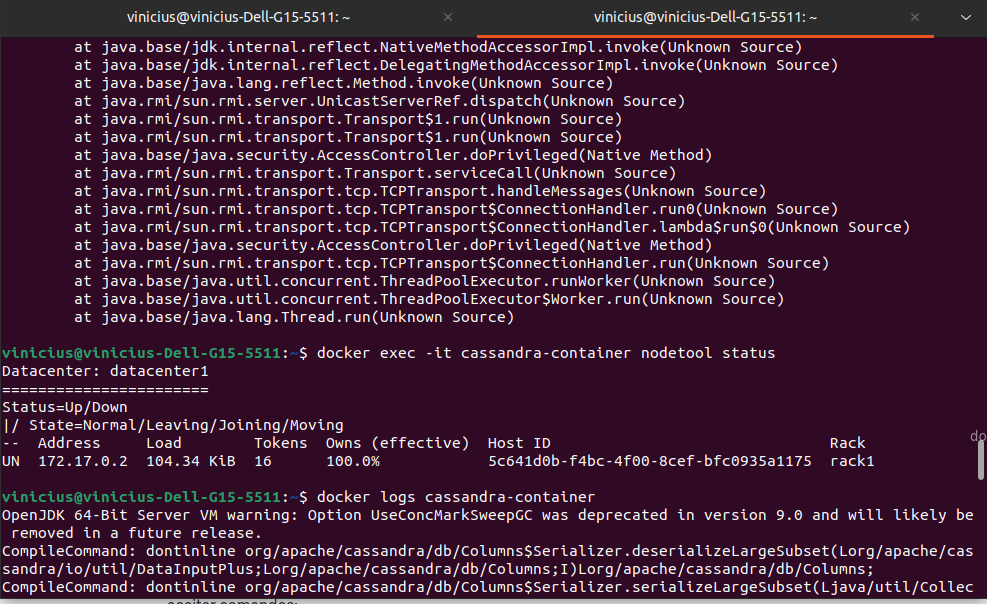 vinicius@vinicius-Dell-G15-5511: ~
vinicius@vinicius-Dell-G15-5511: ~
at java.base/jdk.internal.reflect.NativeMethodAccessorImpl.invoke(Unknown Source)
at java.base/jdk.internal.reflect.DelegatingMethodAccessorImpl.invoke(Unknown Source)
at java.base/java.lang.reflect.Method.invoke(Unknown Source)
at java.rmi/sun.rmi.server.UnicastServerRef.dispatch(Unknown Source)
at java.rmi/sun.rmi.transport.Transport$1.run(Unknown Source)
at java.rmi/sun.rmi.transport.Transport$1.run(Unknown Source)
at java.base/java.security.AccessController.doPrivileged(Native Method)
at java.rmi/sun.rmi.transport.Transport.serviceCall(Unknown Source)
at java.rmi/sun.rmi.transport.tcp.TCPTransport.handleMessages(Unknown Source)
at java.rmi/sun.rmi.transport.tcp.TCPTransport$ConnectionHandler.run0(Unknown Source)
at java.rmi/sun.rmi.transport.tcp.TCPTransport$ConnectionHandler.lambda$run$0(Unknown Source)
at java.base/java.security.AccessController.doPrivileged(Native Method)
at java.rmi/sun.rmi.transport.tcp.TCPTransport$ConnectionHandler.run(Unknown Source)
at java.base/java.util.concurrent.ThreadPoolExecutor.runWorker(Unknown Source)
at java.base/java.util.concurrent.ThreadPoolExecutor$Worker.run(Unknown Source)
at java.base/java.lang.Thread.run(Unknown Source)
vinicius@vinicius-Dell-G15-5511:~$ docker exec -it cassandra-container nodetool status
Datacenter: datacenter1
=======================
Status=Up/Down
|/ State=Normal/Leaving/Joining/Moving
--  Address     Load        Tokens  Owns (effective)  Host ID                               Rack
UN  172.17.0.2  104.34 KiB  16      100.0%            5c641d0b-f4bc-4f00-8cef-bfc0935a1175  rack1
vinicius@vinicius-Dell-G15-5511:~$ docker logs cassandra-container
OpenJDK 64-Bit Server VM warning: Option UseConcMarkSweepGC was deprecated in version 9.0 and will likely be
removed in a future release.
CompileCommand: dontinline org/apache/cassandra/db/Columns$Serializer.deserializeLargeSubset(Lorg/apache/cas
sandra/io/util/DataInputPlus;Lorg/apache/cassandra/db/Columns;I)Lorg/apache/cassandra/db/Columns;
CompileCommand: dontinline org/apache/cassandra/db/Columns$Serializer.serializeLargeSubset(Ljava/util/Collec